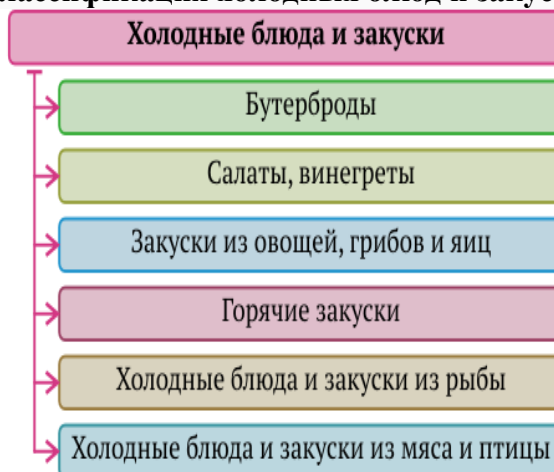 Холодные блюда и закуски
Бутерброды
Салаты, винегреты
Закуски из овощей, грибов и яиц
Горячие закуски
Холодные блюда и закуски из рыбы
Холодные блюда и закуски из мяса и птицы